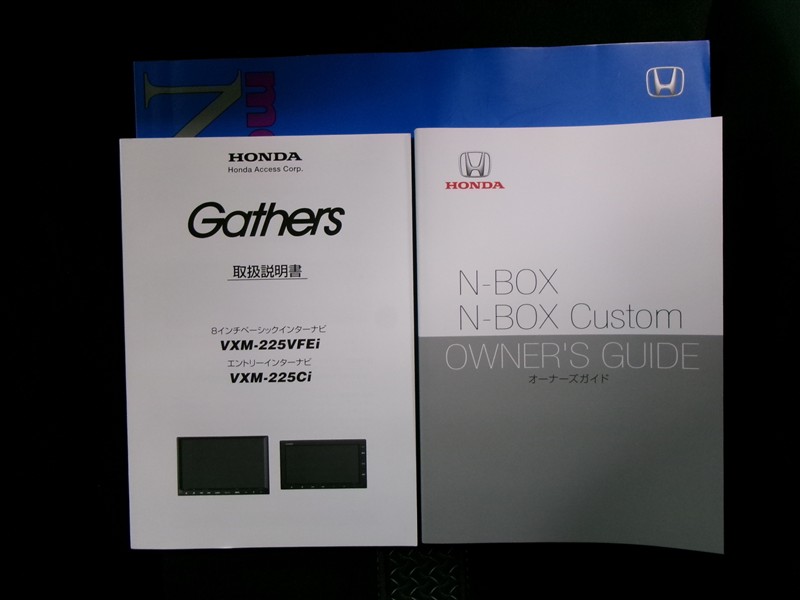 HONDA
Honda Access Corp.
Gathers
取扱説明書
8インチベーシックインターナビ
VXM-225VFEi
エントリーインターナビ
VXM-225Ci
HONDA
N-BOX
N-BOX Custom
OWNER'S GUIDE
オーナーズガイド